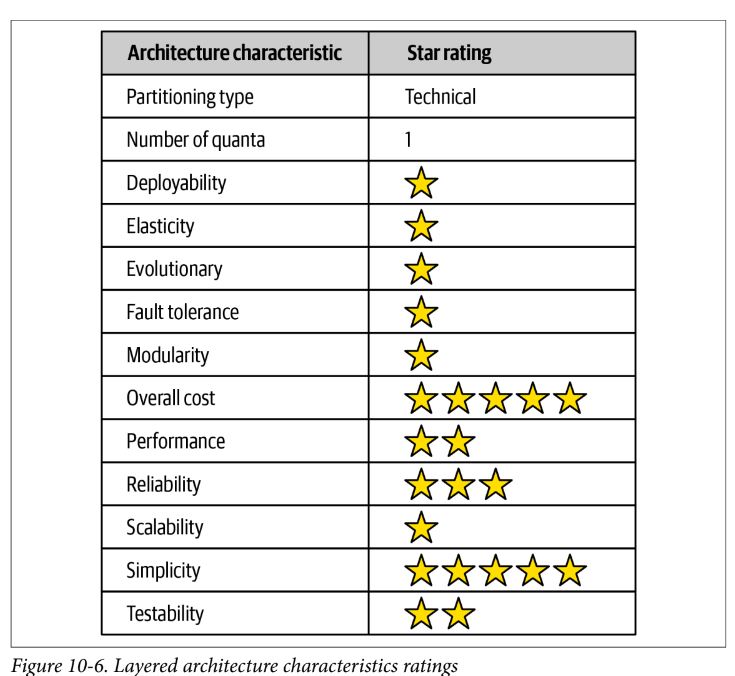 Architecture characteristic Star rating
Partitioning type Technical
Number of quanta 1
Deployability
Elasticity
Evolutionary
Fault tolerance
Modularity
Overall cost
Performance
Reliability
Scalability
Simplicity
Testability
Figure 10-6. Layered architecture characteristics ratings